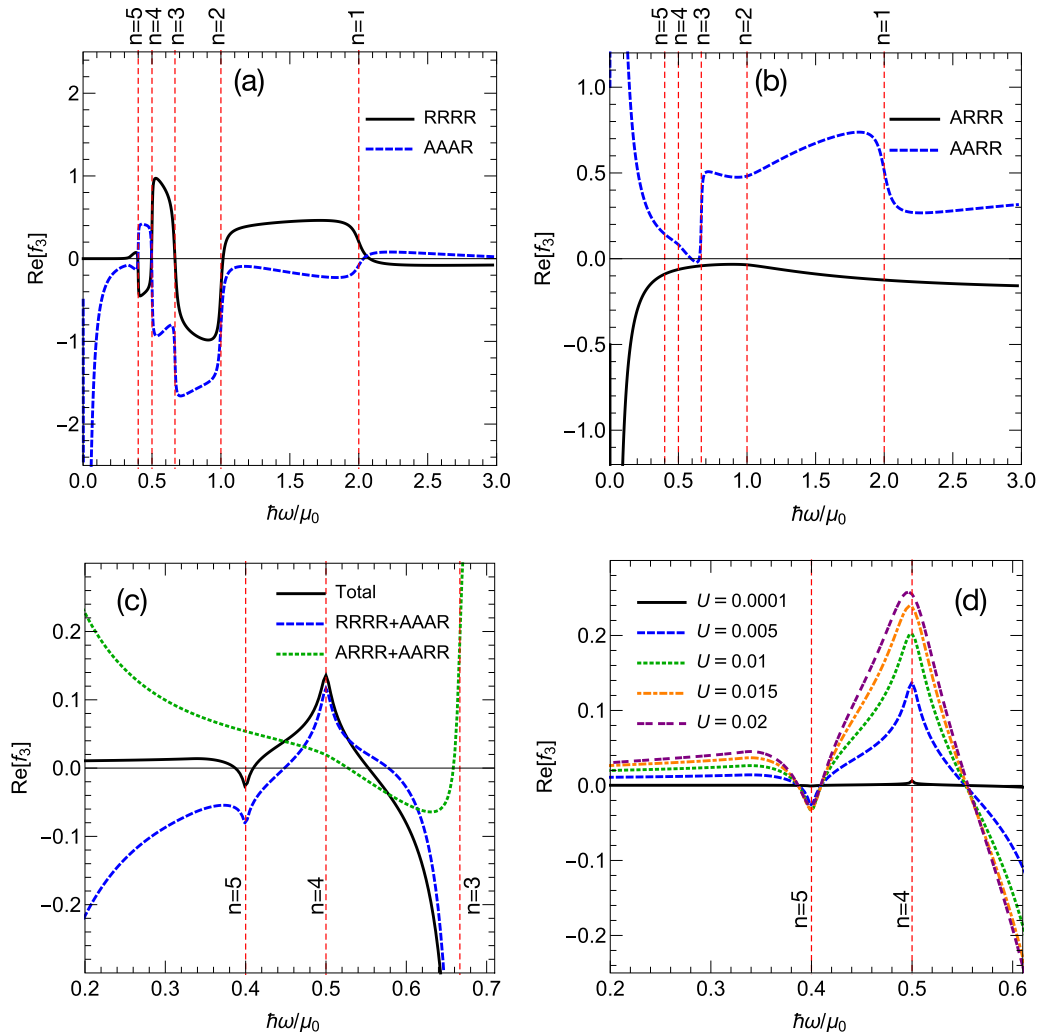 n=5 n=4 n=3 n=2 n=1
(a)
RRRR
AAAR
Re[f₃]
2
1
0
−1
−2
0.0 0.5 1.0 1.5 2.0 2.5 3.0
ℏω/μ₀
n=5 n=4 n=3 n=2 n=1
(b)
ARRR
AARR
Re[f₃]
1.0
0.5
0.0
−0.5
−1.0
0.0 0.5 1.0 1.5 2.0 2.5 3.0
ℏω/μ₀
(c)
Total
RRRR+AAAR
ARRR+AARR
Re[f₃]
0.2
0.1
0.0
−0.1
−0.2
n=5 n=4 n=3
0.2 0.3 0.4 0.5 0.6 0.7
ℏω/μ₀
(d)
U = 0.0001
U = 0.005
U = 0.01
U = 0.015
U = 0.02
Re[f₃]
0.2
0.1
0.0
−0.1
−0.2
n=5 n=4
0.2 0.3 0.4 0.5 0.6
ℏω/μ₀